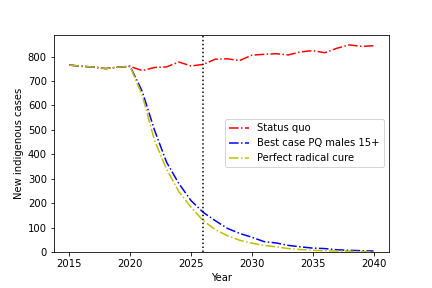 New indigenous cases
800
700
600
500
400
300
200
100
0
Status quo
Best case PQ males 15+
Perfect radical cure
2015 2020 2025 2030 2035 2040
Year